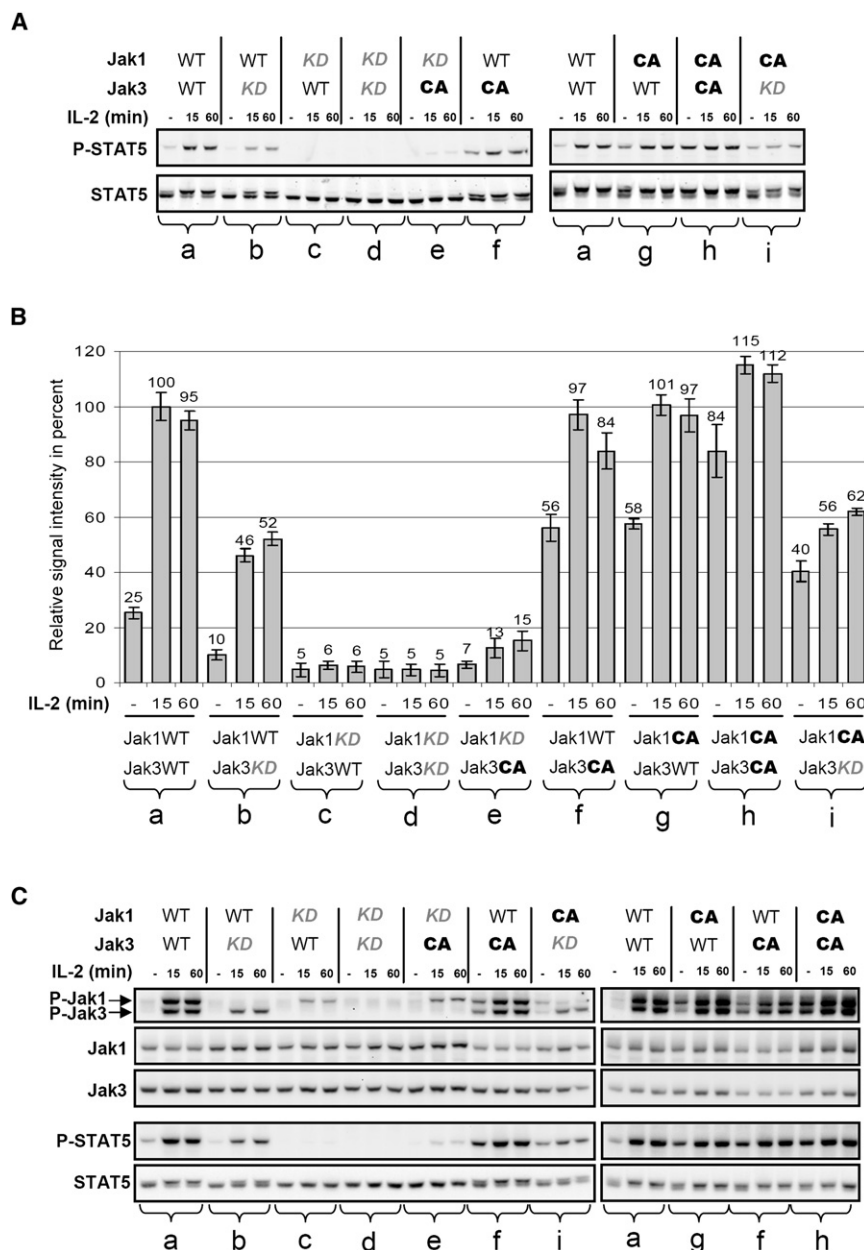 A
Jak1 WT WT KD KD KD WT WT CA CA CA
Jak3 WT KD WT KD CA CA WT WT CA KD
IL-2 (min) - 15 60 - 15 60 - 15 60 - 15 60 - 15 60 - 15 60 - 15 60 - 15 60 - 15 60 - 15 60
P-STAT5
STAT5
a b c d e f a g h i
B
Relative signal intensity in percent
120
100
80
60
40
20
0
25 100 95 10 46 52 5 6 6 5 5 5 7 13 15 56 97 84 58 101 97 84 115 112 40 56 62
IL-2 (min) - 15 60 - 15 60 - 15 60 - 15 60 - 15 60 - 15 60 - 15 60 - 15 60 - 15 60
Jak1WT Jak1WT Jak1KD Jak1KD Jak1KD Jak1WT Jak1CA Jak1CA Jak1CA
Jak3WT Jak3KD Jak3WT Jak3KD Jak3CA Jak3CA Jak3WT Jak3CA Jak3KD
a b c d e f g h i
C
Jak1 WT WT KD KD KD WT CA WT CA WT CA
Jak3 WT KD WT KD CA CA KD WT WT CA CA
IL-2 (min) - 15 60 - 15 60 - 15 60 - 15 60 - 15 60 - 15 60 - 15 60 - 15 60 - 15 60 - 15 60 - 15 60
P-Jak1
P-Jak3
Jak1
Jak3
P-STAT5
STAT5
a b c d e f i a g f h